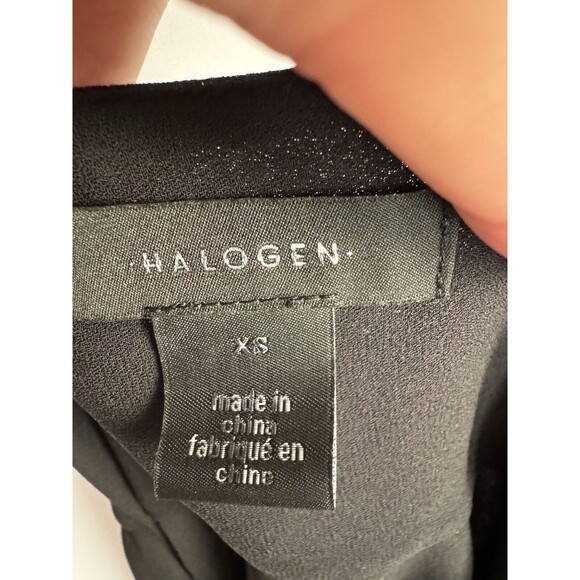 ·HALOGEN·
XS
made in
china
fabriqué en
chine